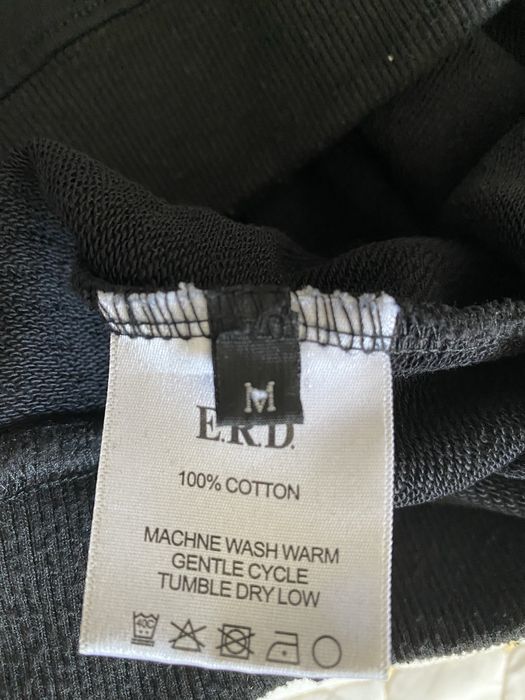 M
E.R.D.
100% COTTON
MACHNE WASH WARM
GENTLE CYCLE
TUMBLE DRY LOW